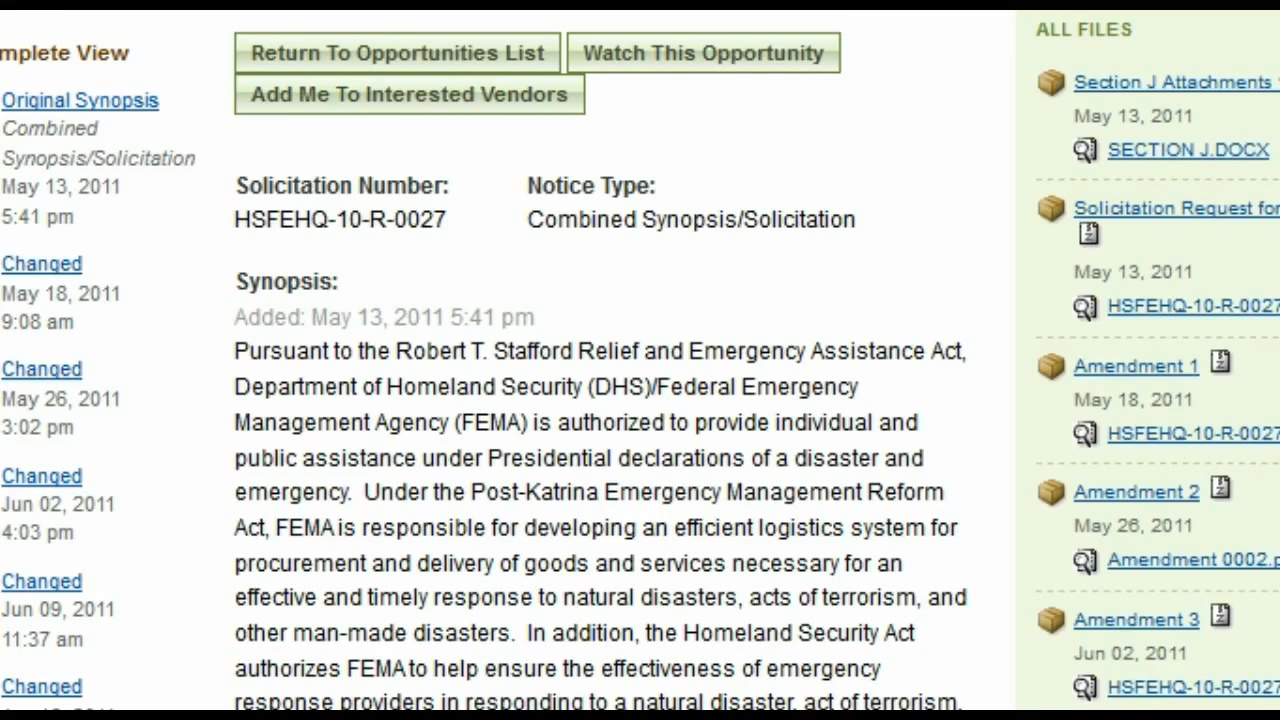 mplete View
Original Synopsis
Combined
Synopsis/Solicitation
May 13, 2011
5:41 pm
Changed
May 18, 2011
9:08 am
Changed
May 26, 2011
3:02 pm
Changed
Jun 02, 2011
4:03 pm
Changed
Jun 09, 2011
11:37 am
Changed
Return To Opportunities List
Watch This Opportunity
Add Me To Interested Vendors
Solicitation Number:
HSFEHQ-10-R-0027
Notice Type:
Combined Synopsis/Solicitation
Synopsis:
Added: May 13, 2011 5:41 pm
Pursuant to the Robert T. Stafford Relief and Emergency Assistance Act,
Department of Homeland Security (DHS)/Federal Emergency
Management Agency (FEMA) is authorized to provide individual and
public assistance under Presidential declarations of a disaster and
emergency.  Under the Post-Katrina Emergency Management Reform
Act, FEMA is responsible for developing an efficient logistics system for
procurement and delivery of goods and services necessary for an
effective and timely response to natural disasters, acts of terrorism, and
other man-made disasters.  In addition, the Homeland Security Act
authorizes FEMA to help ensure the effectiveness of emergency
response providers in responding to a natural disaster, act of terrorism,
ALL FILES
Section J Attachments
May 13, 2011
SECTION J.DOCX
Solicitation Request for
May 13, 2011
HSFEHQ-10-R-0027
Amendment 1
May 18, 2011
HSFEHQ-10-R-0027
Amendment 2
May 26, 2011
Amendment 0002.p
Amendment 3
Jun 02, 2011
HSFEHQ-10-R-0027